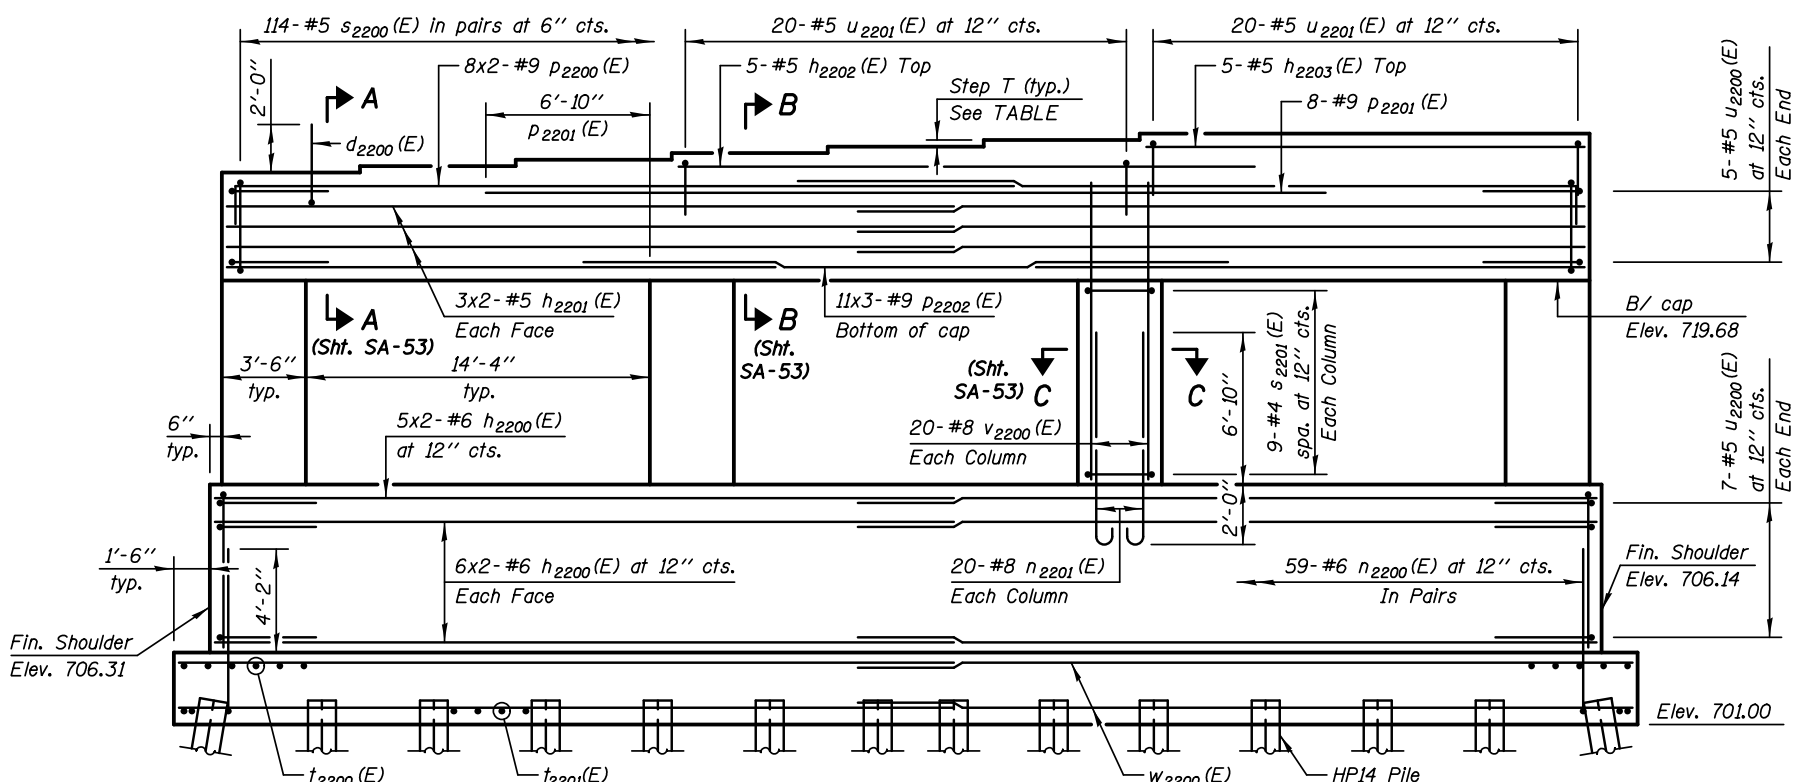 114-#5 s2200(E) in pairs at 6" cts.
20-#5 u2201(E) at 12" cts.
20-#5 u2201(E) at 12" cts.
8x2-#9 p2200(E)
5-#5 h2202(E) Top
5-#5 h2203(E) Top
2'-0"
A
6'-10"
p2201(E)
B
Step T (typ.)
See TABLE
8-#9 p2201(E)
d2200(E)
5-#5 u2200(E)
at 12" cts.
Each End
A
(Sht. SA-53)
3x2-#5 h2201(E)
Each Face
B
(Sht.
SA-53)
11x3-#9 p2202(E)
Bottom of cap
B/ cap
Elev. 719.68
3'-6"
typ.
14'-4"
typ.
(Sht.
SA-53)
C
C
6'-10"
9-#4 s2201(E)
spa. at 12" cts.
Each Column
6"
typ.
5x2-#6 h2200(E)
at 12" cts.
20-#8 v2200(E)
Each Column
7-#5 u2200(E)
at 12" cts.
Each End
2'-0"
1'-6"
typ.
4'-2"
6x2-#6 h2200(E) at 12" cts.
Each Face
20-#8 n2201(E)
Each Column
59-#6 n2200(E) at 12" cts.
In Pairs
Fin. Shoulder
Elev. 706.14
Fin. Shoulder
Elev. 706.31
Elev. 701.00
t2200(E)
t2201(E)
w2200(E)
HP14 Pile